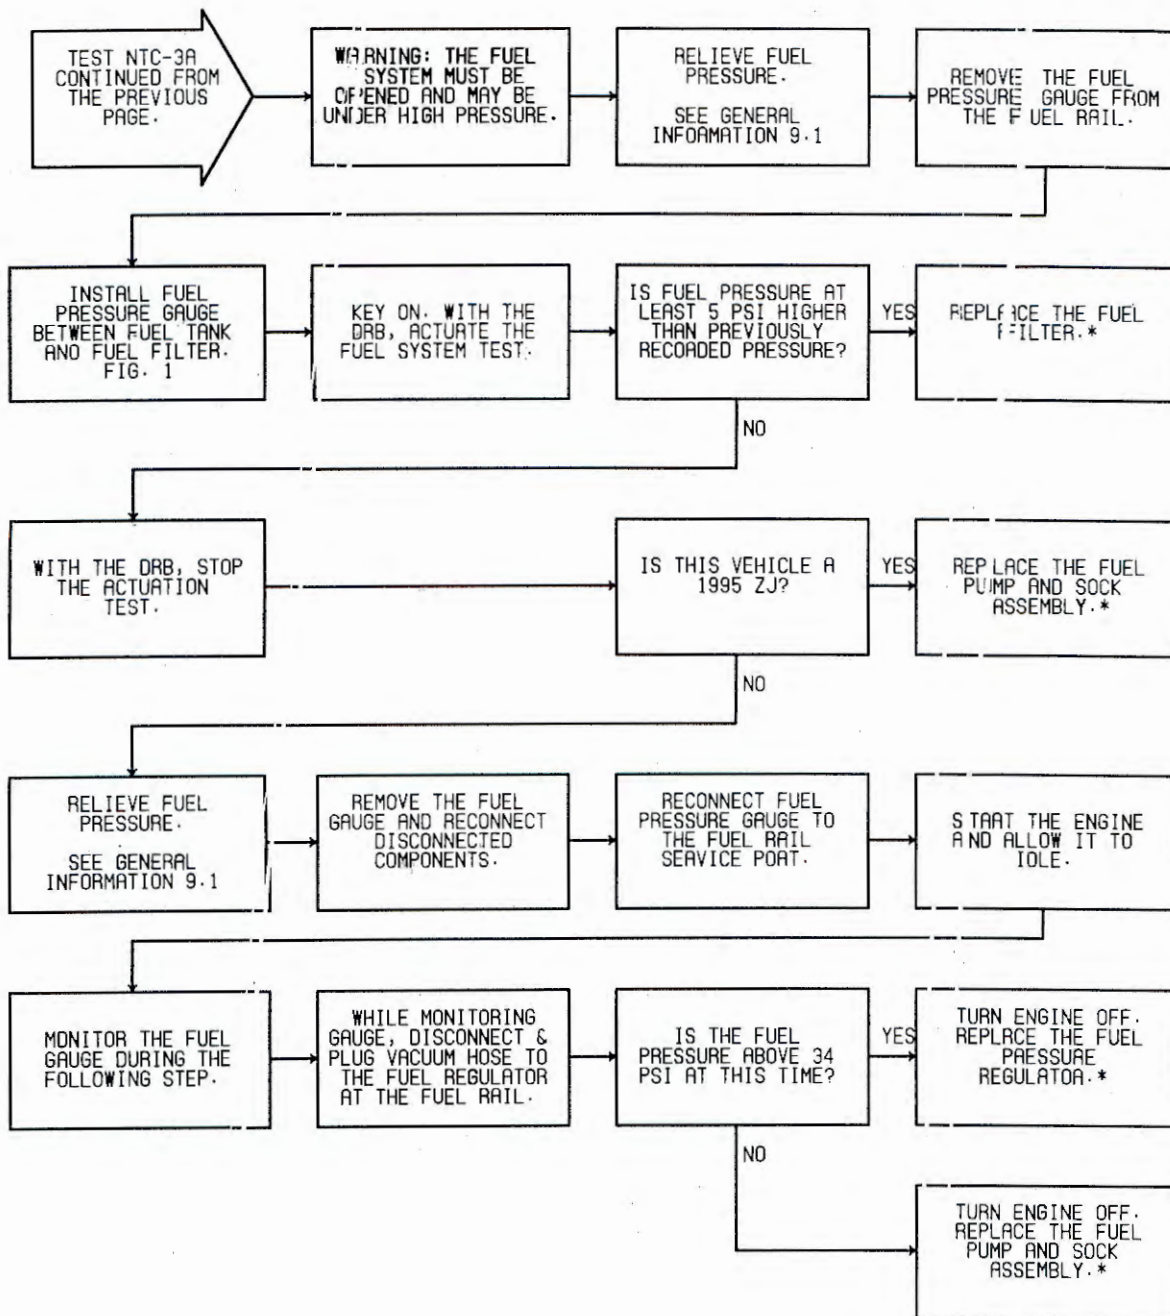 TEST NTC-3A
CONTINUED FROM
THE PREVIOUS
PAGE.
WARNING: THE FUEL
SYSTEM MUST BE
OPENED AND MAY BE
UNDER HIGH PRESSURE.
RELIEVE FUEL
PRESSURE.
SEE GENERAL
INFORMATION 9.1
REMOVE THE FUEL
PRESSURE GAUGE FROM
THE FUEL RAIL.
INSTALL FUEL
PRESSURE GAUGE
BETWEEN FUEL TANK
AND FUEL FILTER.
FIG. 1
KEY ON. WITH THE
DRB, ACTUATE THE
FUEL SYSTEM TEST.
IS FUEL PRESSURE AT
LEAST 5 PSI HIGHER
THAN PREVIOUSLY
RECORDED PRESSURE?
YES
REPLACE THE FUEL
FILTER.*
NO
WITH THE DRB, STOP
THE ACTUATION
TEST.
IS THIS VEHICLE A
1995 ZJ?
YES
REPLACE THE FUEL
PUMP AND SOCK
ASSEMBLY.*
NO
RELIEVE FUEL
PRESSURE.
SEE GENERAL
INFORMATION 9.1
REMOVE THE FUEL
GAUGE AND RECONNECT
DISCONNECTED
COMPONENTS.
RECONNECT FUEL
PRESSURE GAUGE TO
THE FUEL RAIL
SERVICE PORT.
START THE ENGINE
AND ALLOW IT TO
IDLE.
MONITOR THE FUEL
GAUGE DURING THE
FOLLOWING STEP.
WHILE MONITORING
GAUGE, DISCONNECT &
PLUG VACUUM HOSE TO
THE FUEL REGULATOR
AT THE FUEL RAIL.
IS THE FUEL
PRESSURE ABOVE 34
PSI AT THIS TIME?
YES
TURN ENGINE OFF.
REPLACE THE FUEL
PRESSURE
REGULATOR.*
NO
TURN ENGINE OFF.
REPLACE THE FUEL
PUMP AND SOCK
ASSEMBLY.*